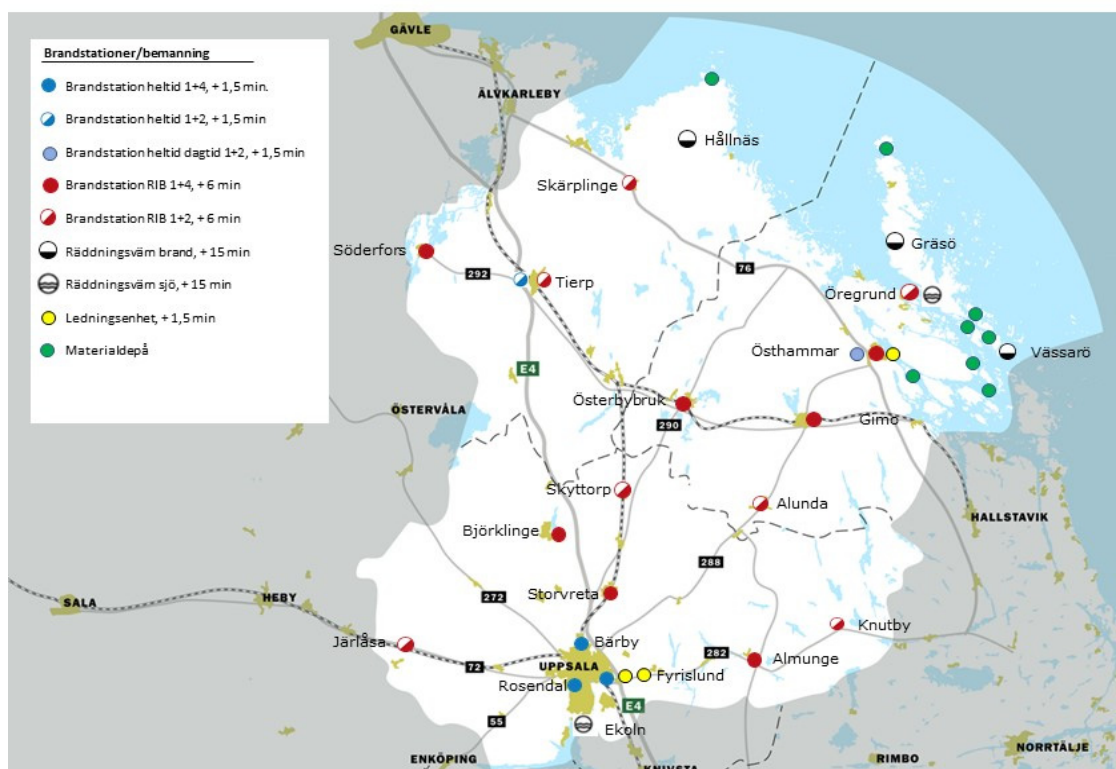 Brandstationer/bemanning
Brandstation heltid 1+4, + 1,5 min.
Brandstation heltid 1+2, + 1,5 min
Brandstation heltid dagtid 1+2, + 1,5 min
Brandstation RIB 1+4, + 6 min
Brandstation RIB 1+2, + 6 min
Räddningsväm brand, + 15 min
Räddningsväm sjö, + 15 min
Ledningsenhet, + 1,5 min
Materialdepå
GÄVLE
ÄLVKARLEBY
Hållnäs
Skärplinge
Söderfors
292
Tierp
76
Gräsö
Öregrund
Östhammar
Vässarö
E4
ÖSTERVÅLA
Österbybruk
290
Gimo
Skyttorp
Alunda
HALLSTAVIK
Björklinge
288
SALA
HEBY
272
Storvreta
Knutby
Järlåsa
Bärby
72
UPPSALA
282
Almunge
Rosendal
Fyrislund
E4
55
Ekoln
ENKÖPING
KNIVSTA
RIMBO
NORRTÄLJE